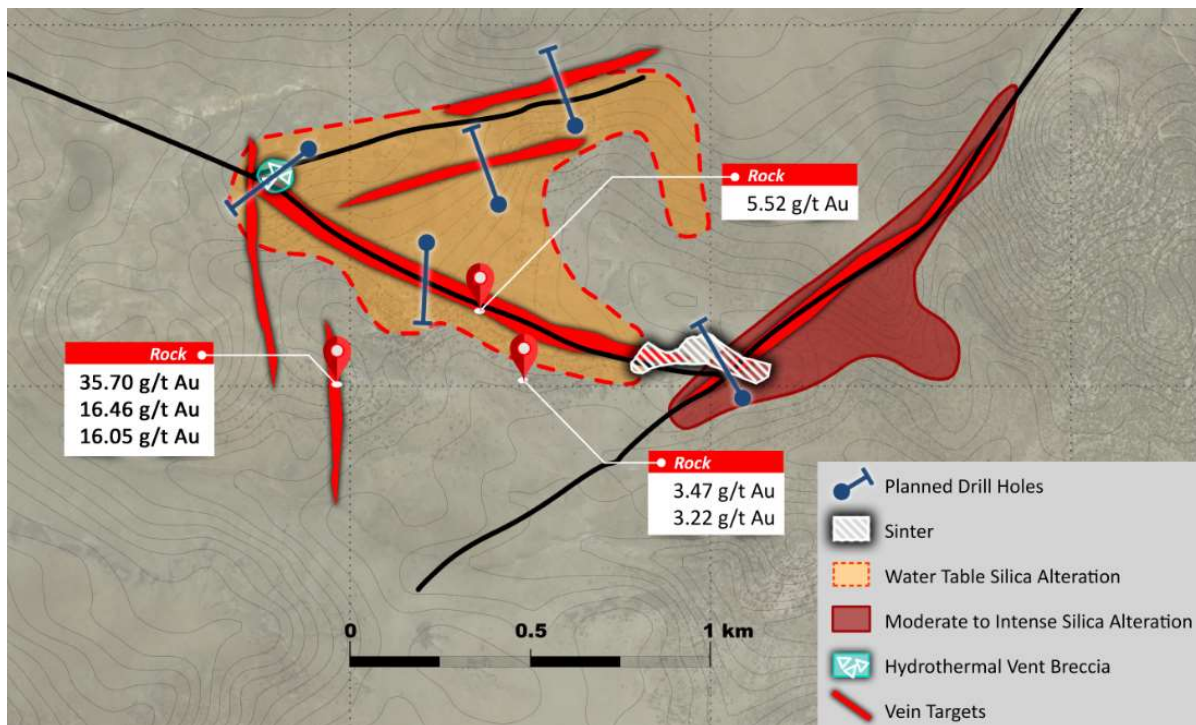 Rock
5.52 g/t Au
Rock
35.70 g/t Au
16.46 g/t Au
16.05 g/t Au
Rock
3.47 g/t Au
3.22 g/t Au
0 0.5 1 km
Planned Drill Holes
Sinter
Water Table Silica Alteration
Moderate to Intense Silica Alteration
Hydrothermal Vent Breccia
Vein Targets